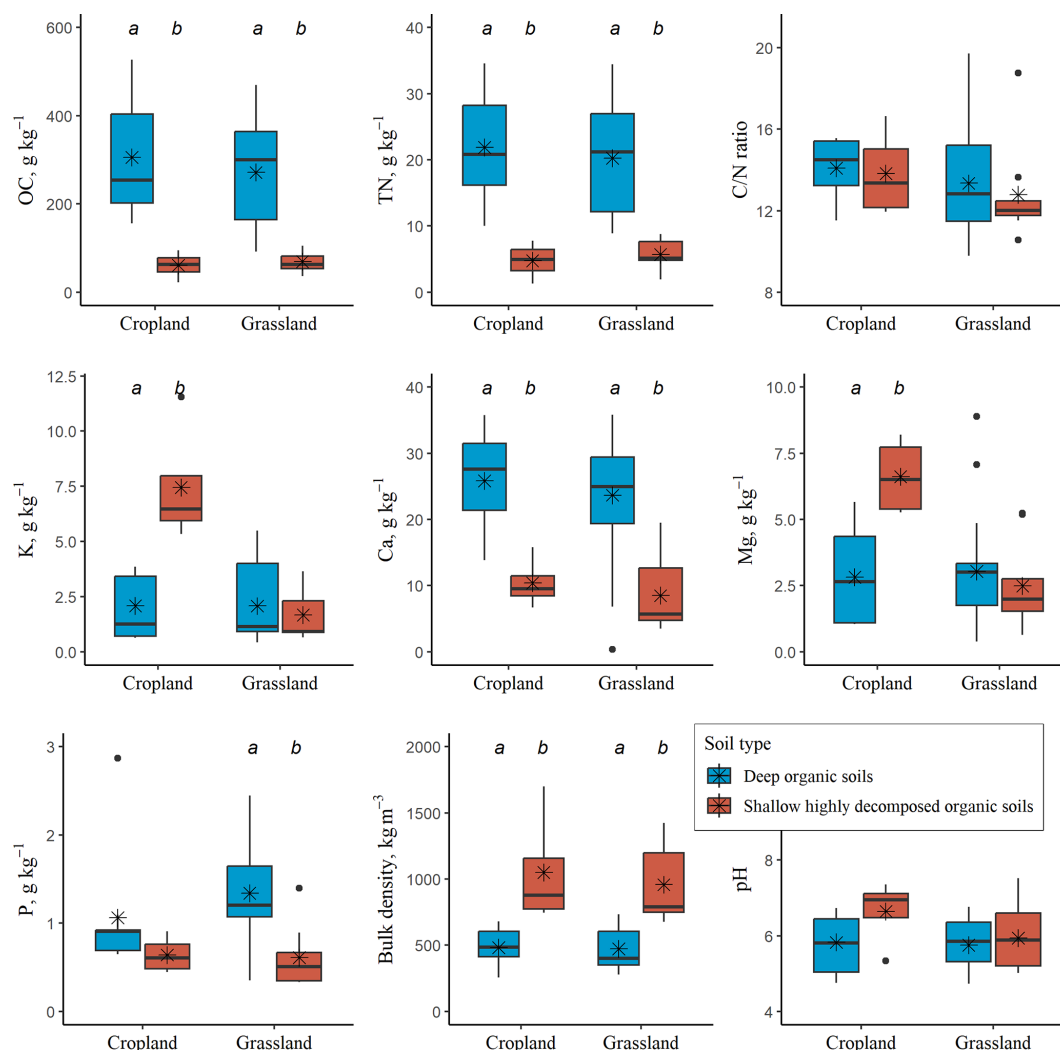 a b a b
OC, g kg⁻¹
600
400
200
0
Cropland Grassland
a b a b
TN, g kg⁻¹
40
30
20
10
0
Cropland Grassland
C/N ratio
20
16
12
8
Cropland Grassland
a b
K, g kg⁻¹
12.5
10.0
7.5
5.0
2.5
0.0
Cropland Grassland
a b a b
Ca, g kg⁻¹
40
30
20
10
0
Cropland Grassland
a b
Mg, g kg⁻¹
10.0
7.5
5.0
2.5
0.0
Cropland Grassland
a b
P, g kg⁻¹
3
2
1
0
Cropland Grassland
a b a b
Bulk density, kg m⁻³
2000
1500
1000
500
0
Cropland Grassland
Soil type
Deep organic soils
Shallow highly decomposed organic soils
pH
8
6
4
Cropland Grassland